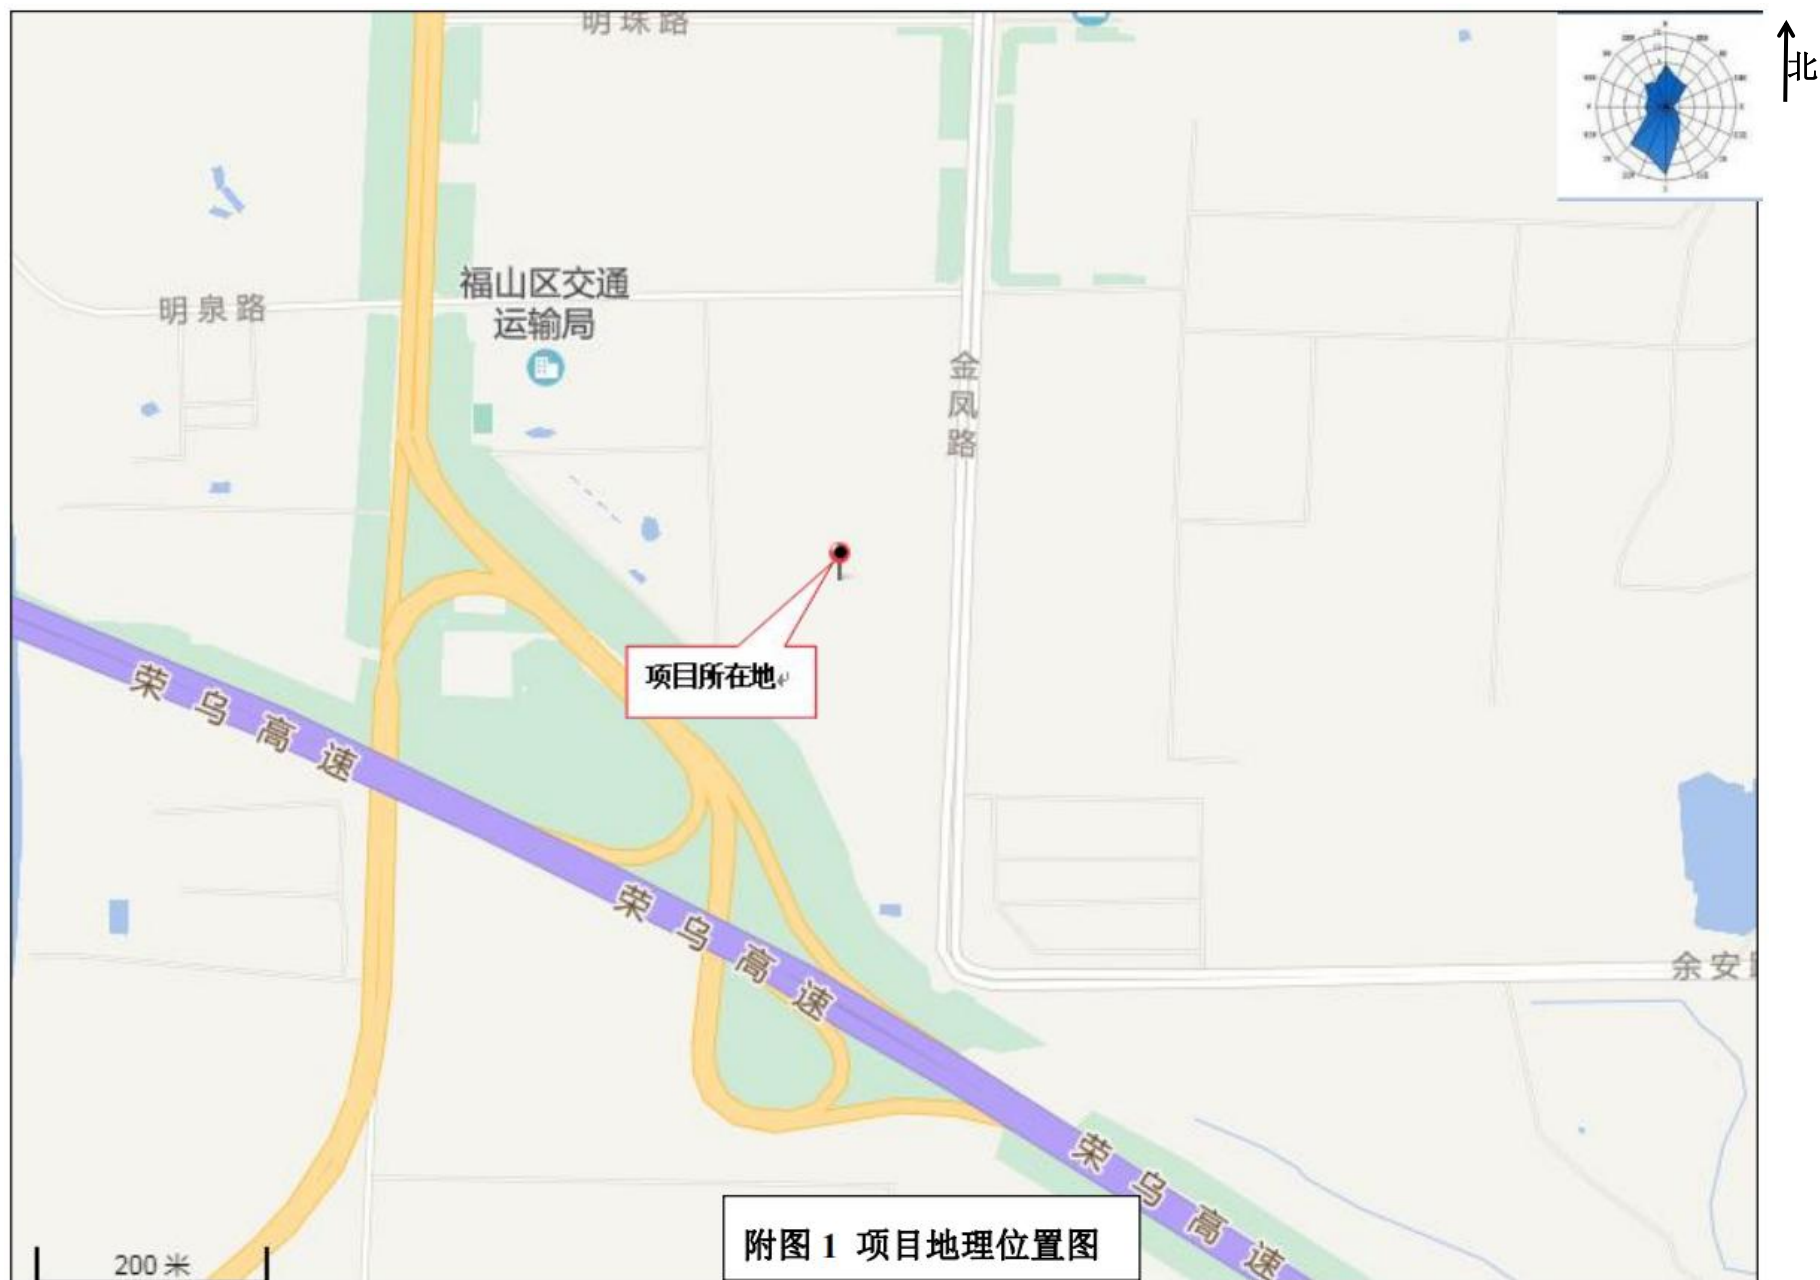 明珠路
北
福山区交通
运输局
明泉路
金凤路
项目所在地
荣乌高速
荣乌高速
余安
荣乌高速
附图 1 项目地理位置图
200 米